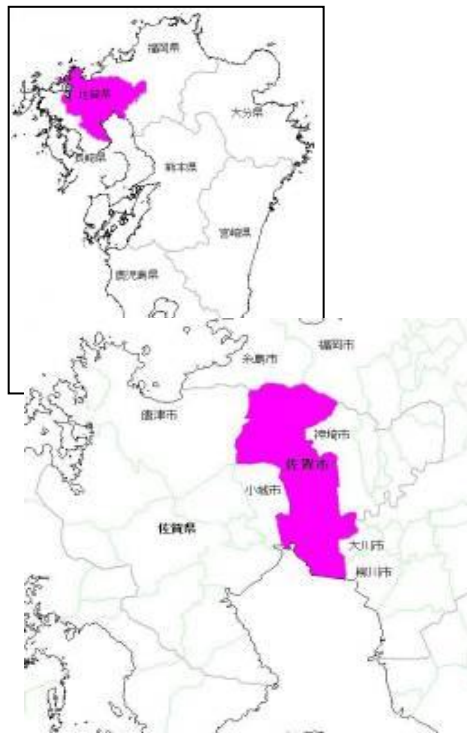 福岡県
佐賀県
大分県
長崎県
熊本県
宮崎県
鹿児島県
福岡市
糸島市
唐津市
神埼市
佐賀市
小城市
佐賀県
大川市
柳川市